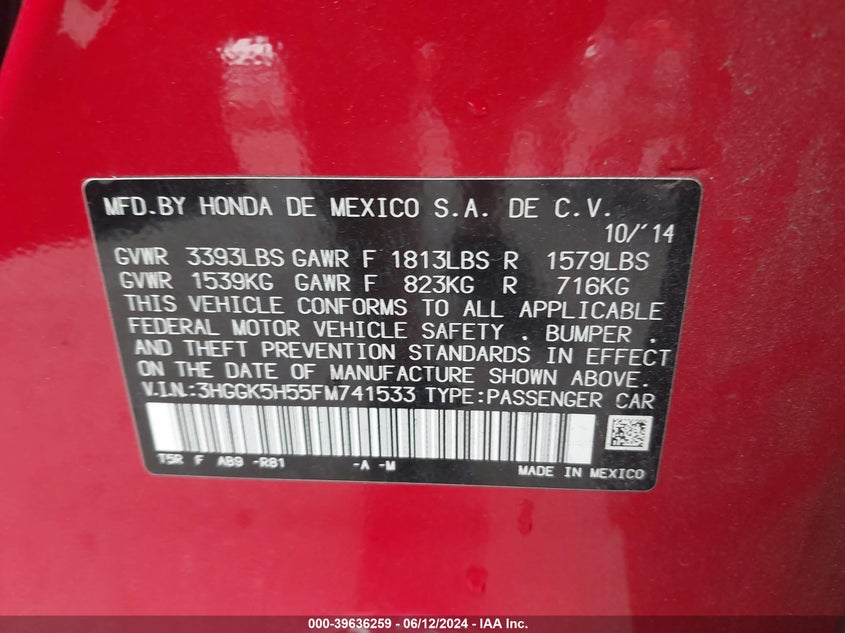 MFD.BY HONDA DE MEXICO S.A. DE C.V.
10/'14
GVWR 3393LBS GAWR F 1813LBS R 1579LBS
GVWR 1539KG GAWR F 823KG R 716KG
THIS VEHICLE CONFORMS TO ALL APPLICABLE
FEDERAL MOTOR VEHICLE SAFETY , BUMPER ,
AND THEFT PREVENTION STANDARDS IN EFFECT
ON THE DATE OF MANUFACTURE SHOWN ABOVE.
V.I.N.:3HGGK5H55FM741533 TYPE:PASSENGER CAR
T5R F AB9 -R81 -A -M
MADE IN MEXICO
000-39636259 - 06/12/2024 - IAA Inc.